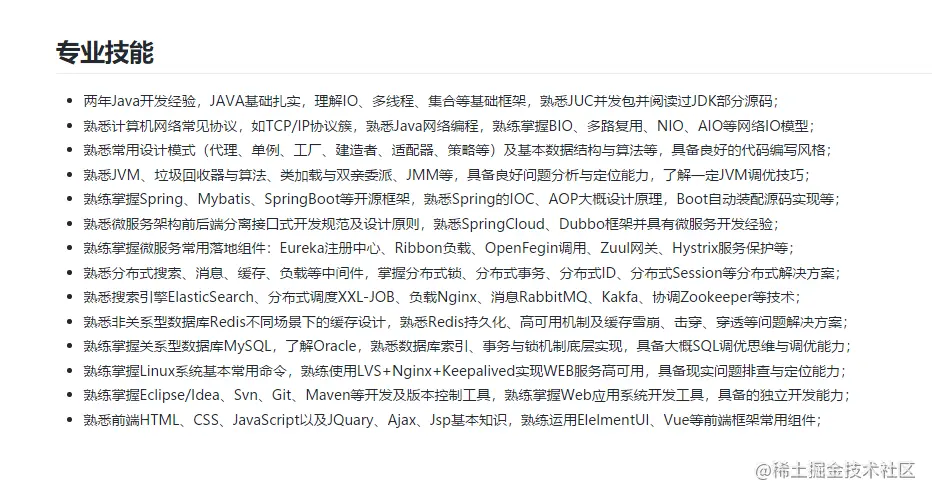 专业技能
两年Java开发经验，JAVA基础扎实，理解IO、多线程、集合等基础框架，熟悉JUC并发包并阅读过JDK部分源码；
熟悉计算机网络常见协议，如TCP/IP协议簇，熟悉Java网络编程，熟练掌握BIO、多路复用、NIO、AIO等网络IO模型；
熟悉常用设计模式（代理、单例、工厂、建造者、适配器、策略等）及基本数据结构与算法等，具备良好的代码编写风格；
熟悉JVM、垃圾回收器与算法、类加载与双亲委派、JMM等，具备良好问题分析与定位能力，了解一定JVM调优技巧；
熟练掌握Spring、Mybatis、SpringBoot等开源框架，熟悉Spring的IOC、AOP大概设计原理，Boot自动装配源码实现等；
熟悉微服务架构前后端分离接口式开发规范及设计原则，熟悉SpringCloud、Dubbo框架并具有微服务开发经验；
熟练掌握微服务常用落地组件：Eureka注册中心、Ribbon负载、OpenFegin调用、Zuul网关、Hystrix服务保护等；
熟悉分布式搜索、消息、缓存、负载等中间件，掌握分布式锁、分布式事务、分布式ID、分布式Session等分布式解决方案；
熟悉搜索引擎ElasticSearch、分布式调度XXL-JOB、负载Nginx、消息RabbitMQ、Kakfa、协调Zookeeper等技术；
熟悉非关系型数据库Redis不同场景下的缓存设计，熟悉Redis持久化、高可用机制及缓存雪崩、击穿、穿透等问题解决方案；
熟练掌握关系型数据库MySQL，了解Oracle，熟悉数据库索引、事务与锁机制底层实现，具备大概SQL调优思维与调优能力；
熟练掌握Linux系统基本常用命令，熟练使用LVS+Nginx+Keepalived实现WEB服务高可用，具备现实问题排查与定位能力；
熟练掌握Eclipse/Idea、Svn、Git、Maven等开发及版本控制工具，熟练掌握Web应用系统开发工具，具备的独立开发能力；
熟悉前端HTML、CSS、JavaScript以及JQuary、Ajax、Jsp基本知识，熟练运用ElelmentUI、Vue等前端框架常用组件；
@稀土掘金技术社区